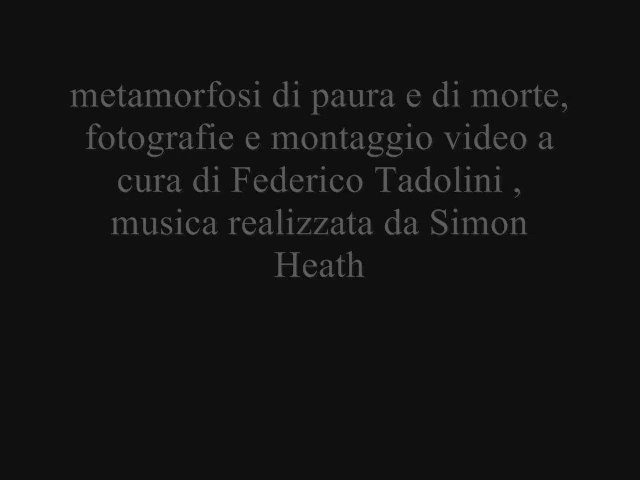 metamorfosi di paura e di morte,
fotografie e montaggio video a
cura di Federico Tadolini ,
musica realizzata da Simon
Heath